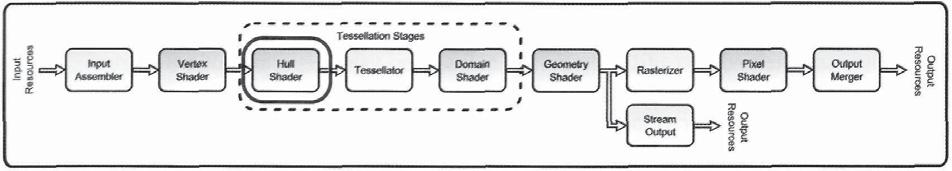 Tessellation Stages
Input
Resources
Input
Assembler
Vertex
Shader
Hull
Shader
Tessellator
Domain
Shader
Geometry
Shader
Rasterizer
Pixel
Shader
Output
Merger
Output
Resources
Stream
Output
Output
Resources